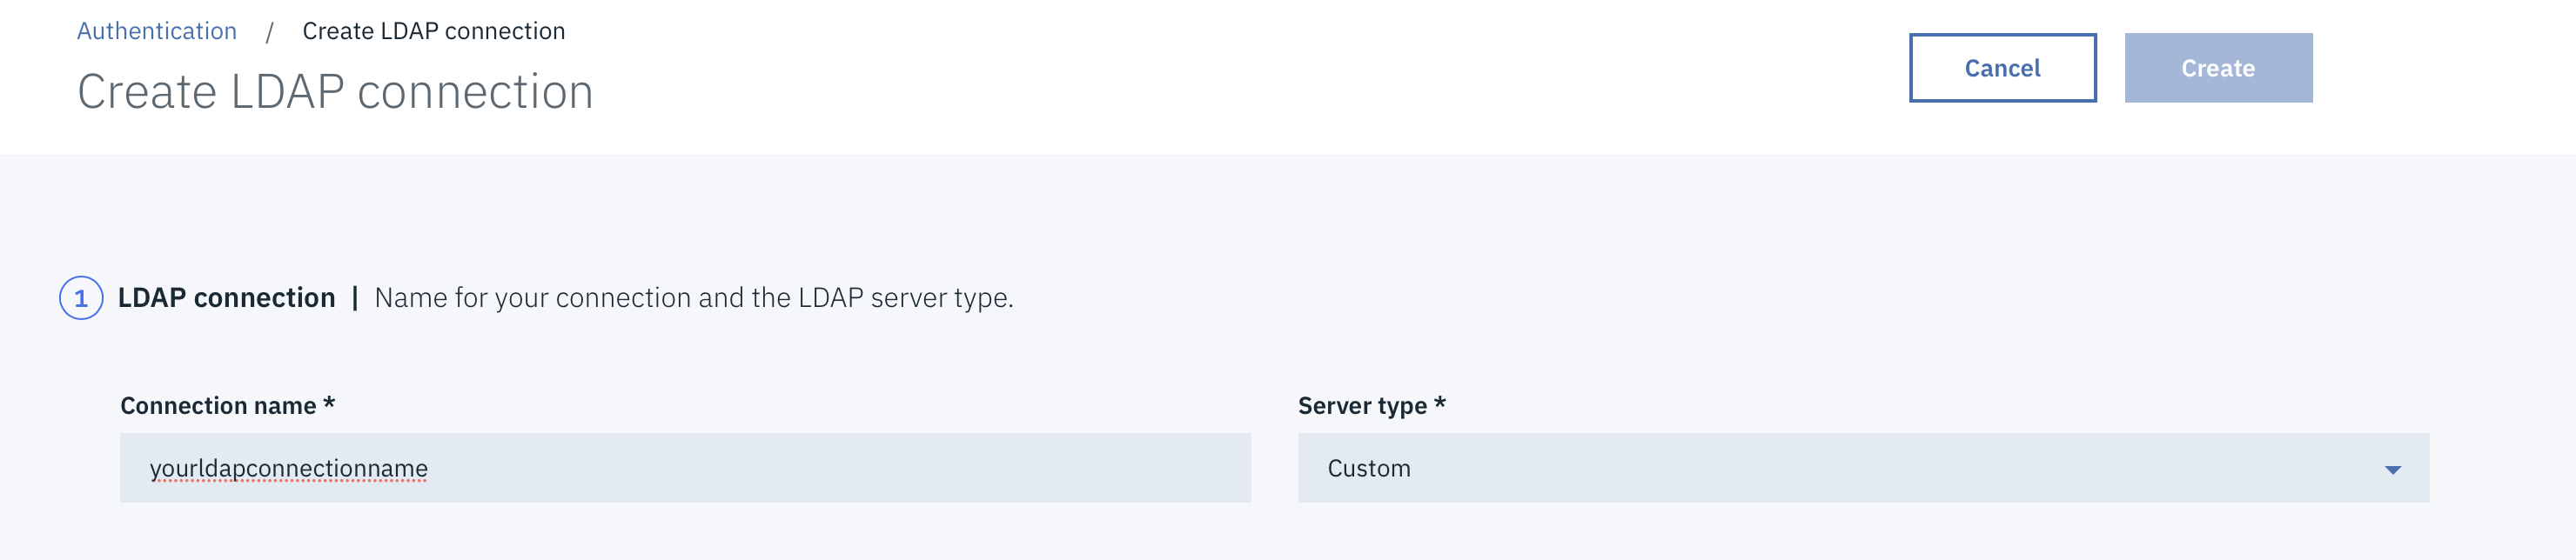 Authentication / Create LDAP connection
Create LDAP connection
Cancel
Create
1 LDAP connection | Name for your connection and the LDAP server type.
Connection name *
yourldapconnectionname
Server type *
Custom